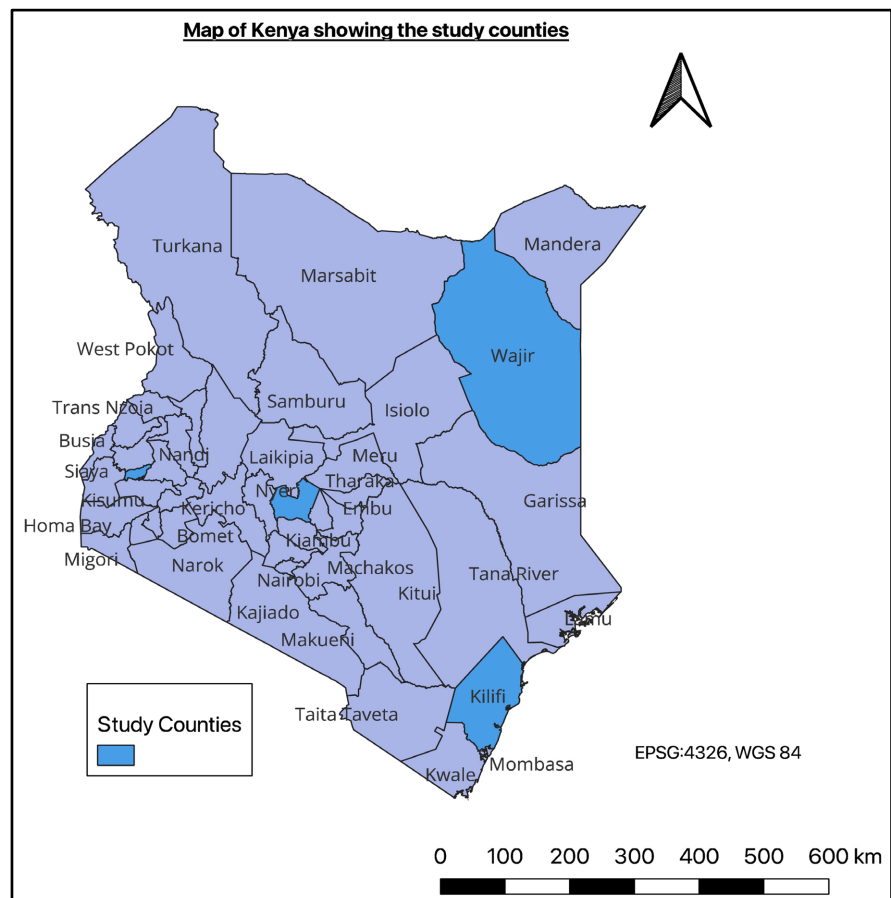 Map of Kenya showing the study counties
Mandera
Turkana
Marsabit
West Pokot
Wajir
Trans Nzoia
Samburu
Isiolo
Busia
Nandi
Laikipia
Meru
Siaya
Tharaka
Nyeri
Kisumu
Kericho
Embu
Garissa
Homa Bay
Bomet
Kiambu
Migori
Narok
Nairobi
Machakos
Tana River
Kitui
Kajiado
Lamu
Makueni
Kilifi
Taita Taveta
Study Counties
EPSG:4326, WGS 84
Mombasa
Kwale
0 100 200 300 400 500 600 km